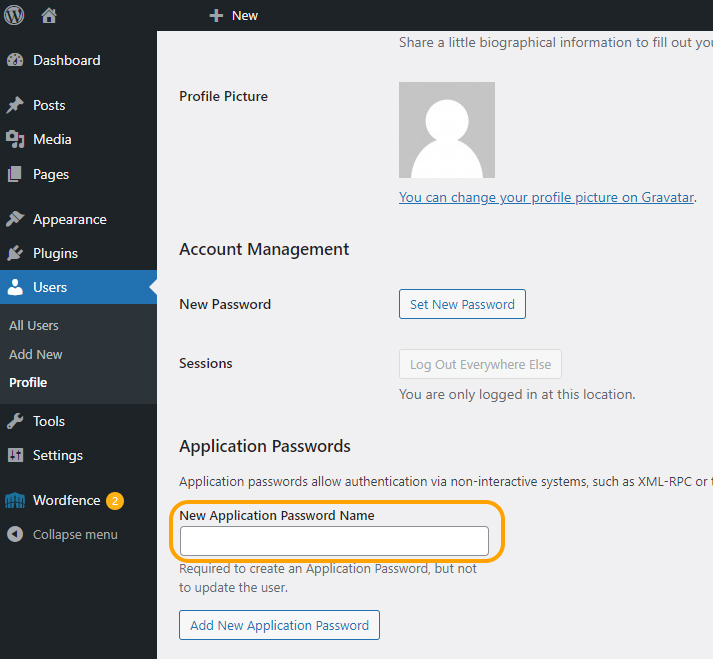 New
Dashboard
Posts
Media
Pages
Appearance
Plugins
Users
All Users
Add New
Profile
Tools
Settings
Wordfence 2
Collapse menu
Share a little biographical information to fill out you
Profile Picture
You can change your profile picture on Gravatar.
Account Management
New Password
Set New Password
Sessions
Log Out Everywhere Else
You are only logged in at this location.
Application Passwords
Application passwords allow authentication via non-interactive systems, such as XML-RPC or
New Application Password Name
Required to create an Application Password, but not
to update the user.
Add New Application Password